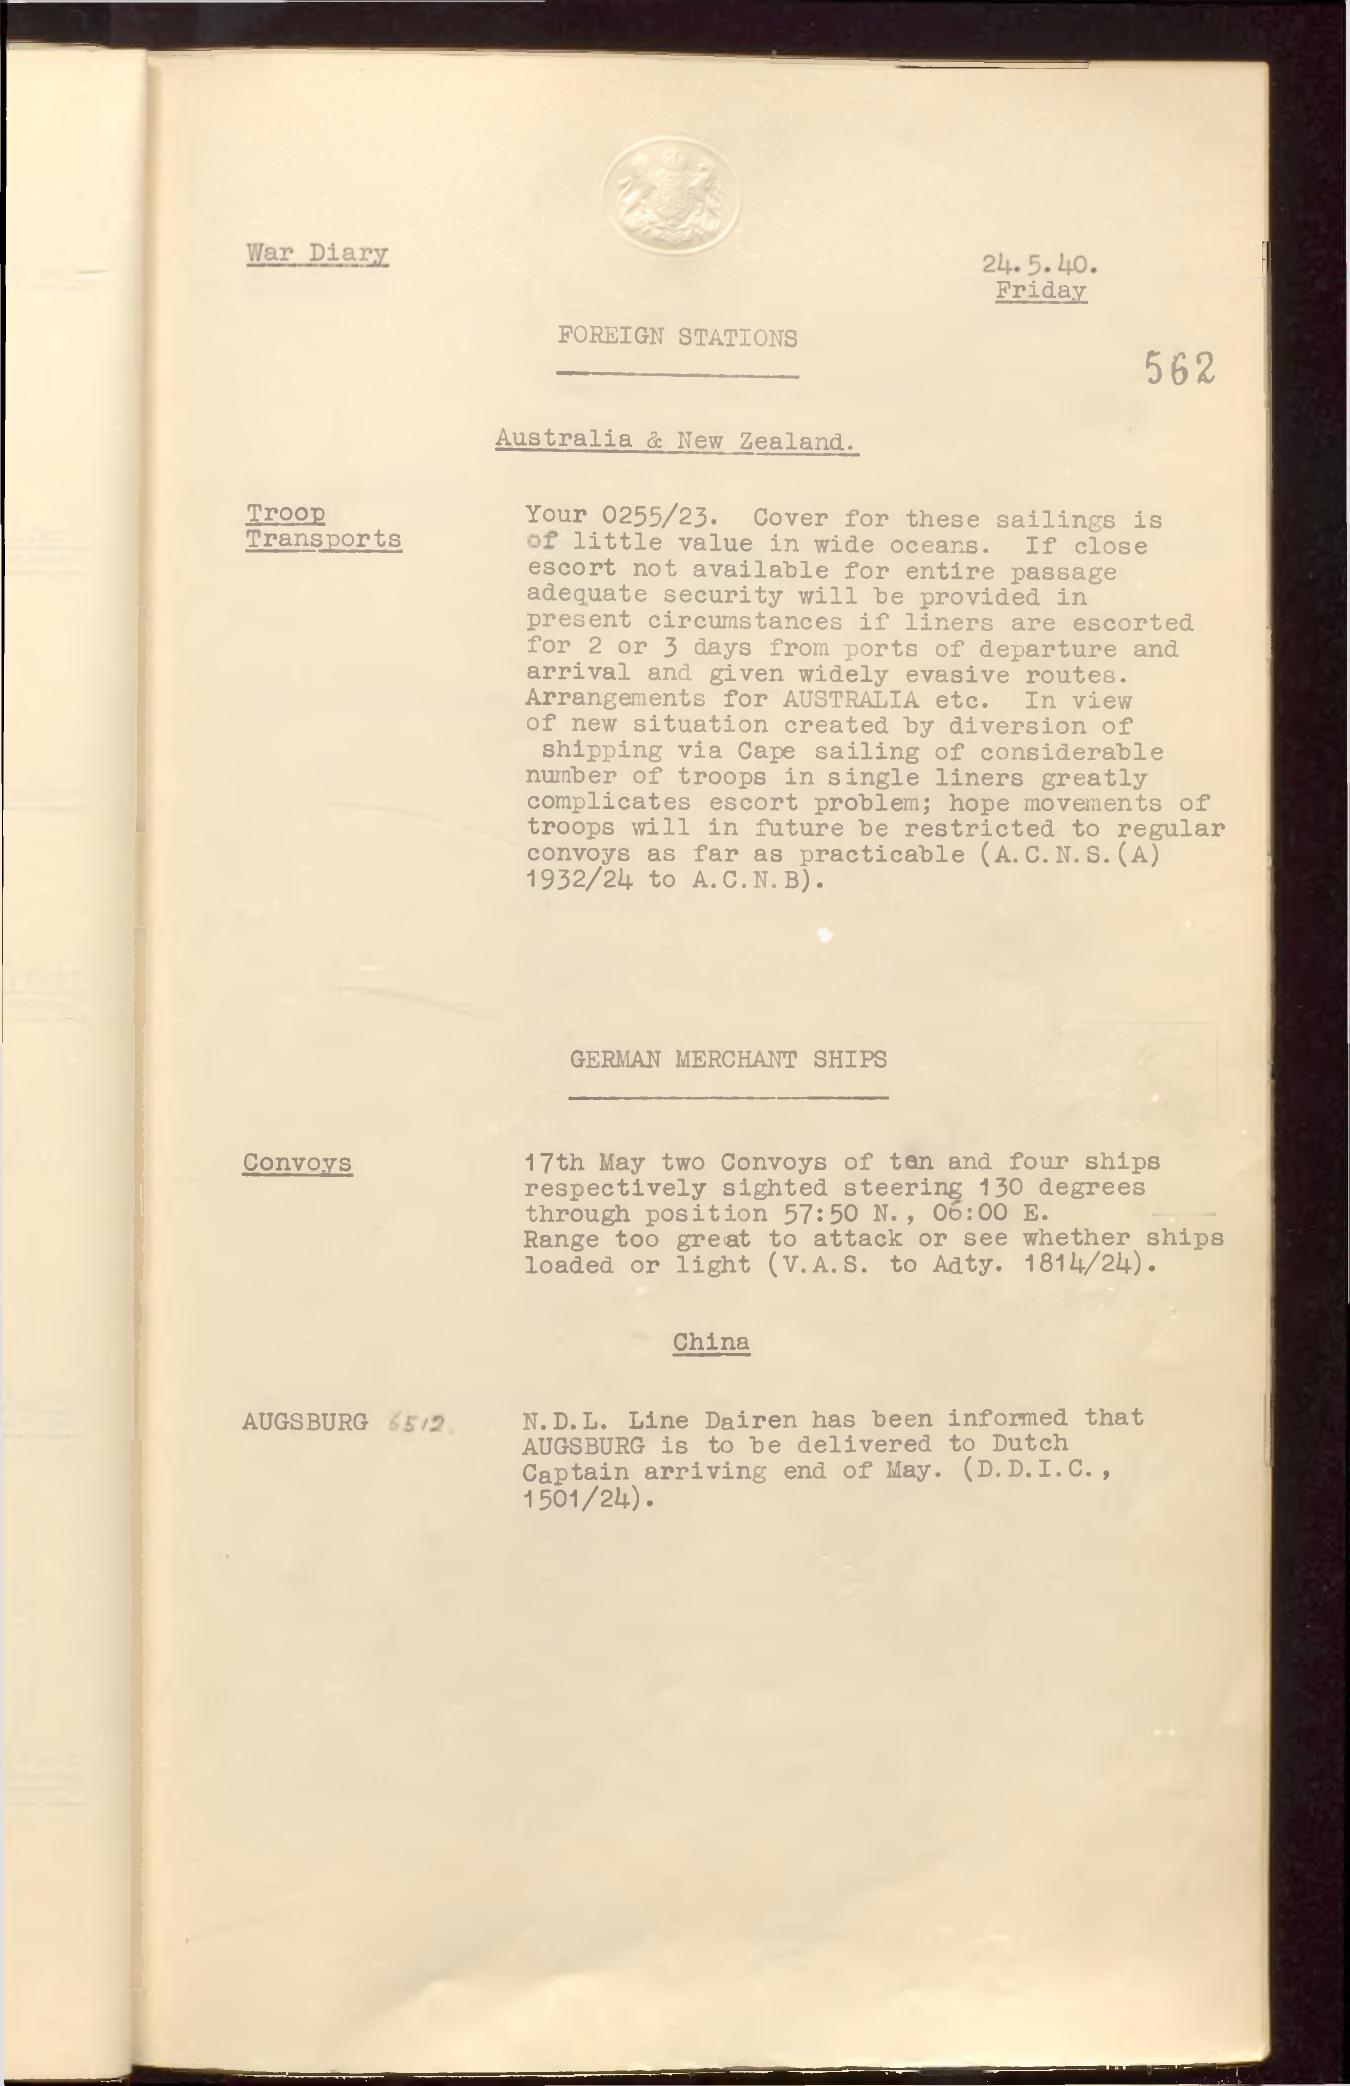 War Diary
24.5.40.
Friday
FOREIGN STATIONS
562
Australia & New Zealand.
Troop
Transports
Your 0255/23. Cover for these sailings is
of little value in wide oceans. If close
escort not available for entire passage
adequate security will be provided in
present circumstances if liners are escorted
for 2 or 3 days from ports of departure and
arrival and given widely evasive routes.
Arrangements for AUSTRALIA etc. In view
of new situation created by diversion of
shipping via Cape sailing of considerable
number of troops in single liners greatly
complicates escort problem; hope movements of
troops will in future be restricted to regular
convoys as far as practicable (A.C.N.S.(A)
1932/24 to A.C.N.B).
GERMAN MERCHANT SHIPS
Convoys
17th May two Convoys of ten and four ships
respectively sighted steering 130 degrees
through position 57:50 N., 06:00 E.
Range too great to attack or see whether ships
loaded or light (V.A.S. to Adty. 1814/24).
China
AUGSBURG 6512.
N.D.L. Line Dairen has been informed that
AUGSBURG is to be delivered to Dutch
Captain arriving end of May. (D.D.I.C.,
1501/24).